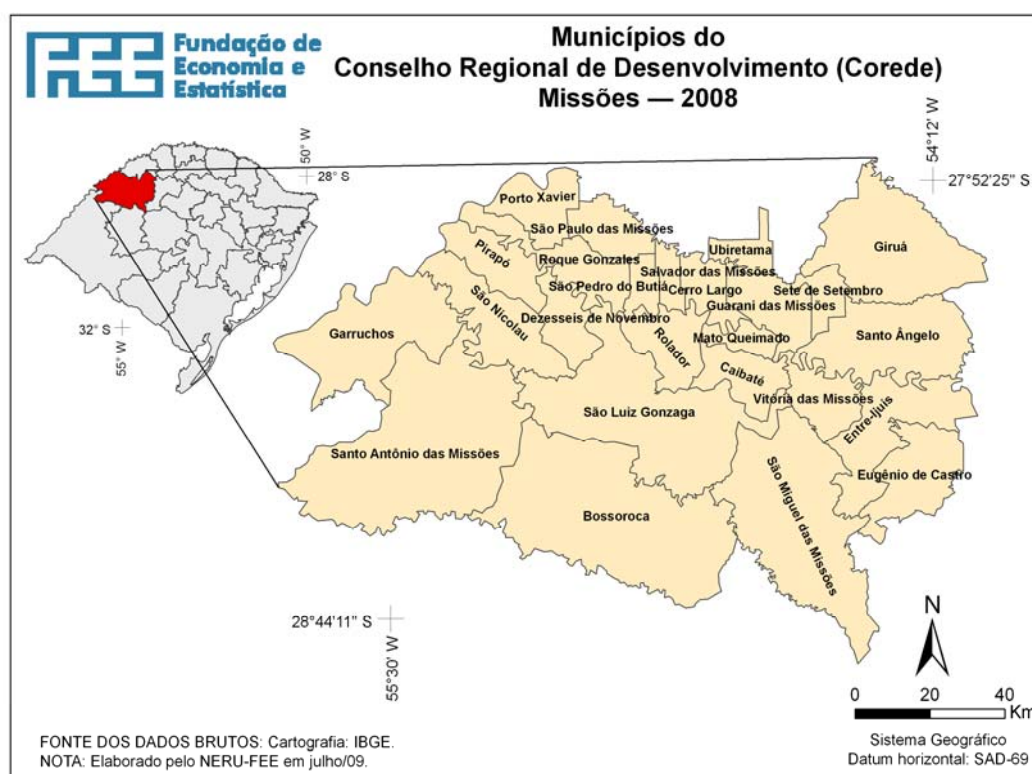 FEE
Fundação de
Economia e
Estatística
Municípios do
Conselho Regional de Desenvolvimento (Corede)
Missões — 2008
50° W
28° S
32° S
55° W
54°12' W
27°52'25" S
Porto Xavier
São Paulo das Missões
Ubiretama
Giruá
Pirapó
Roque Gonzales
Salvador das Missões
São Pedro do Butiá
Cerro Largo
Sete de Setembro
Guarani das Missões
São Nicolau
Dezesseis de Novembro
Garruchos
Rolador
Mato Queimado
Santo Ângelo
Caibaté
Vitória das Missões
São Luiz Gonzaga
Entre-Ijuis
Santo Antônio das Missões
São Miguel das Missões
Eugênio de Castro
Bossoroca
28°44'11" S
55°30' W
N
0 20 40
Km
FONTE DOS DADOS BRUTOS: Cartografia: IBGE.
NOTA: Elaborado pelo NERU-FEE em julho/09.
Sistema Geográfico
Datum horizontal: SAD-69